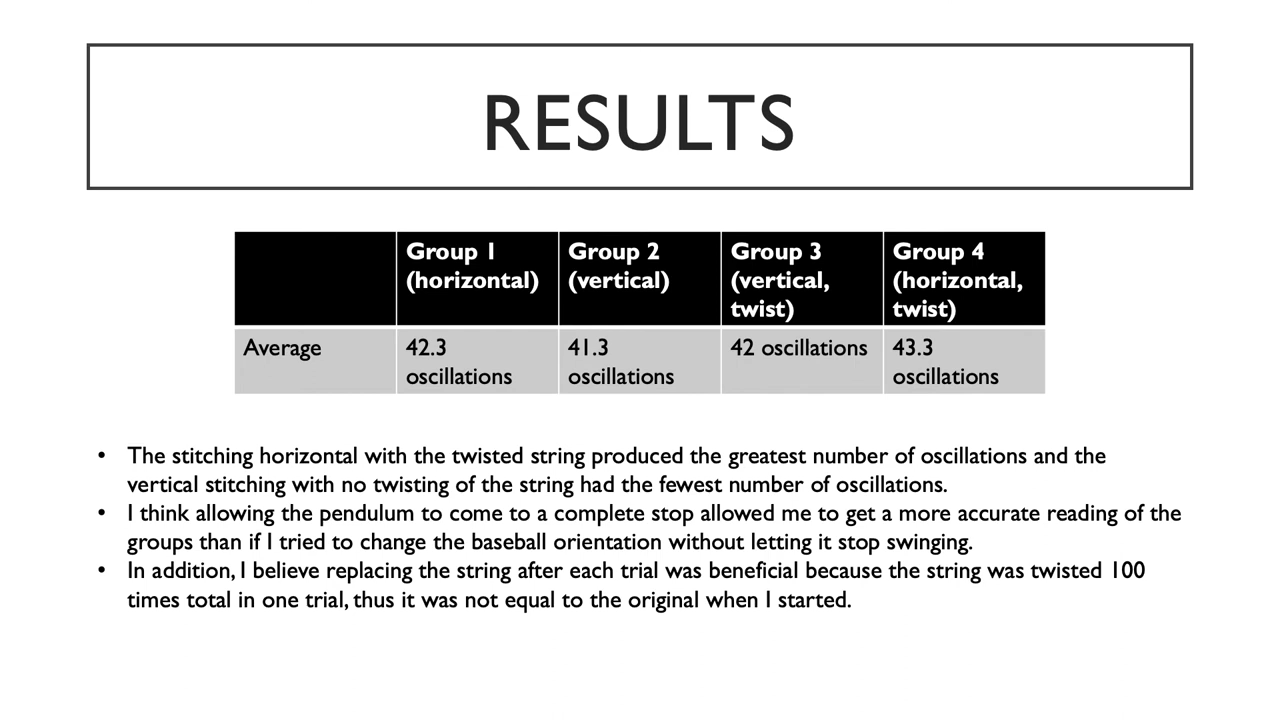 RESULTS
Group 1 (horizontal)
Group 2 (vertical)
Group 3 (vertical, twist)
Group 4 (horizontal, twist)
Average
42.3 oscillations
41.3 oscillations
42 oscillations
43.3 oscillations
• The stitching horizontal with the twisted string produced the greatest number of oscillations and the
vertical stitching with no twisting of the string had the fewest number of oscillations.
• I think allowing the pendulum to come to a complete stop allowed me to get a more accurate reading of the
groups than if I tried to change the baseball orientation without letting it stop swinging.
• In addition, I believe replacing the string after each trial was beneficial because the string was twisted 100
times total in one trial, thus it was not equal to the original when I started.